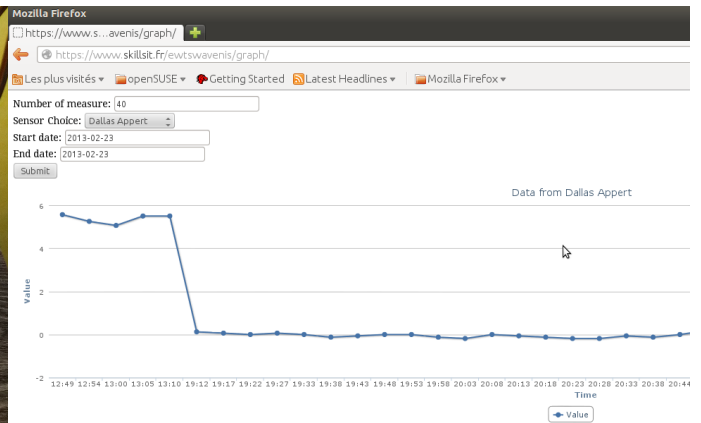 Mozilla Firefox
https://www.s...avenis/graph/
https://www.skillsit.fr/ewtswavenis/graph/
Les plus visités openSUSE Getting Started Latest Headlines Mozilla Firefox
Number of measure: 40
Sensor Choice: Dallas Appert
Start date: 2013-02-23
End date: 2013-02-23
Submit
Data from Dallas Appert
6
4
Value
2
0
-2
12:49 12:54 13:00 13:05 13:10 19:12 19:17 19:22 19:27 19:33 19:38 19:43 19:48 19:53 19:58 20:03 20:08 20:13 20:18 20:23 20:28 20:33 20:38 20:44
Time
Value